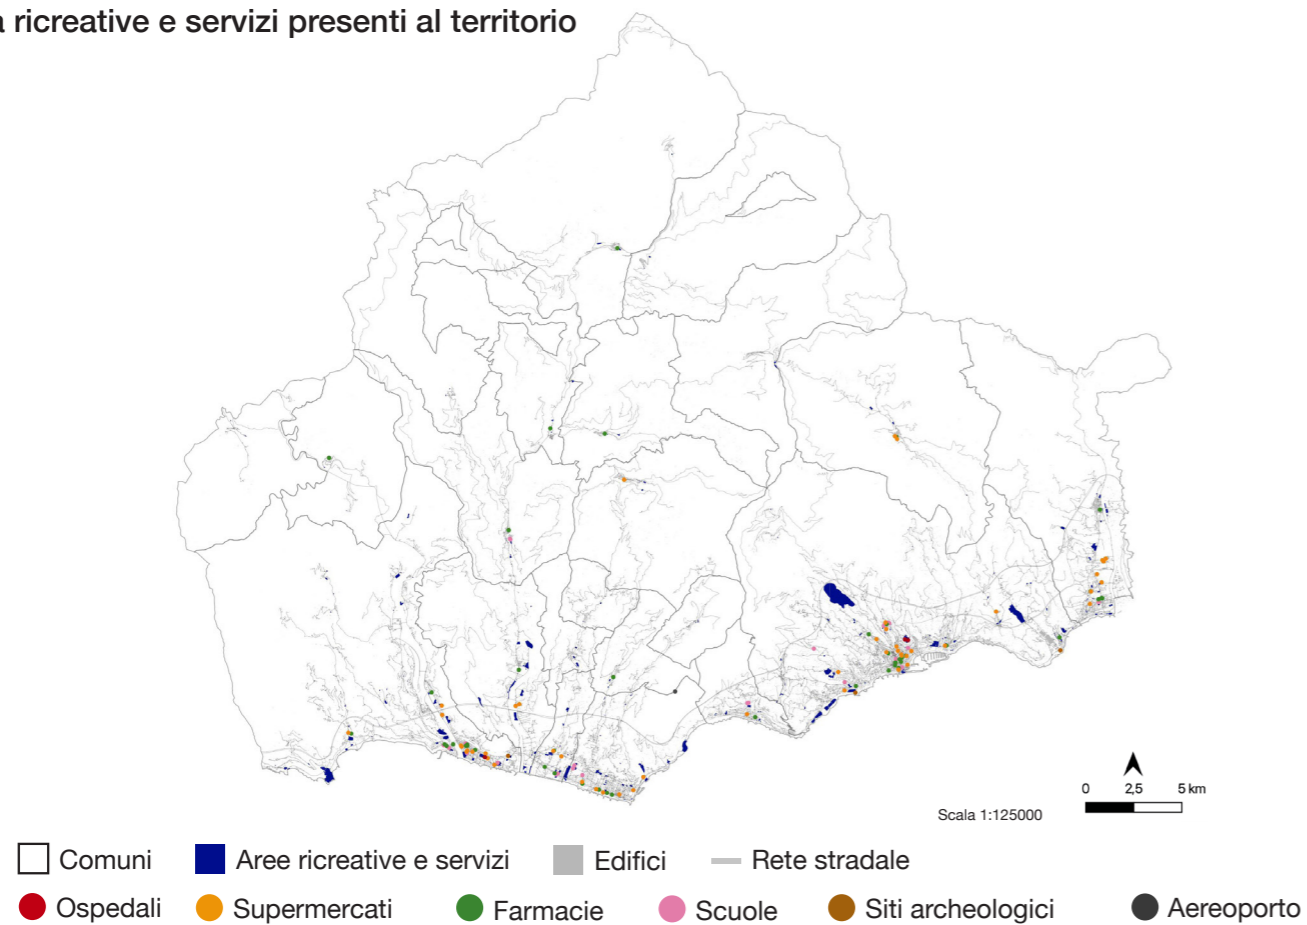 a ricreative e servizi presenti al territorio
0 2,5 5 km
Scala 1:125000
Comuni Aree ricreative e servizi Edifici Rete stradale
Ospedali Supermercati Farmacie Scuole Siti archeologici Aereoporto